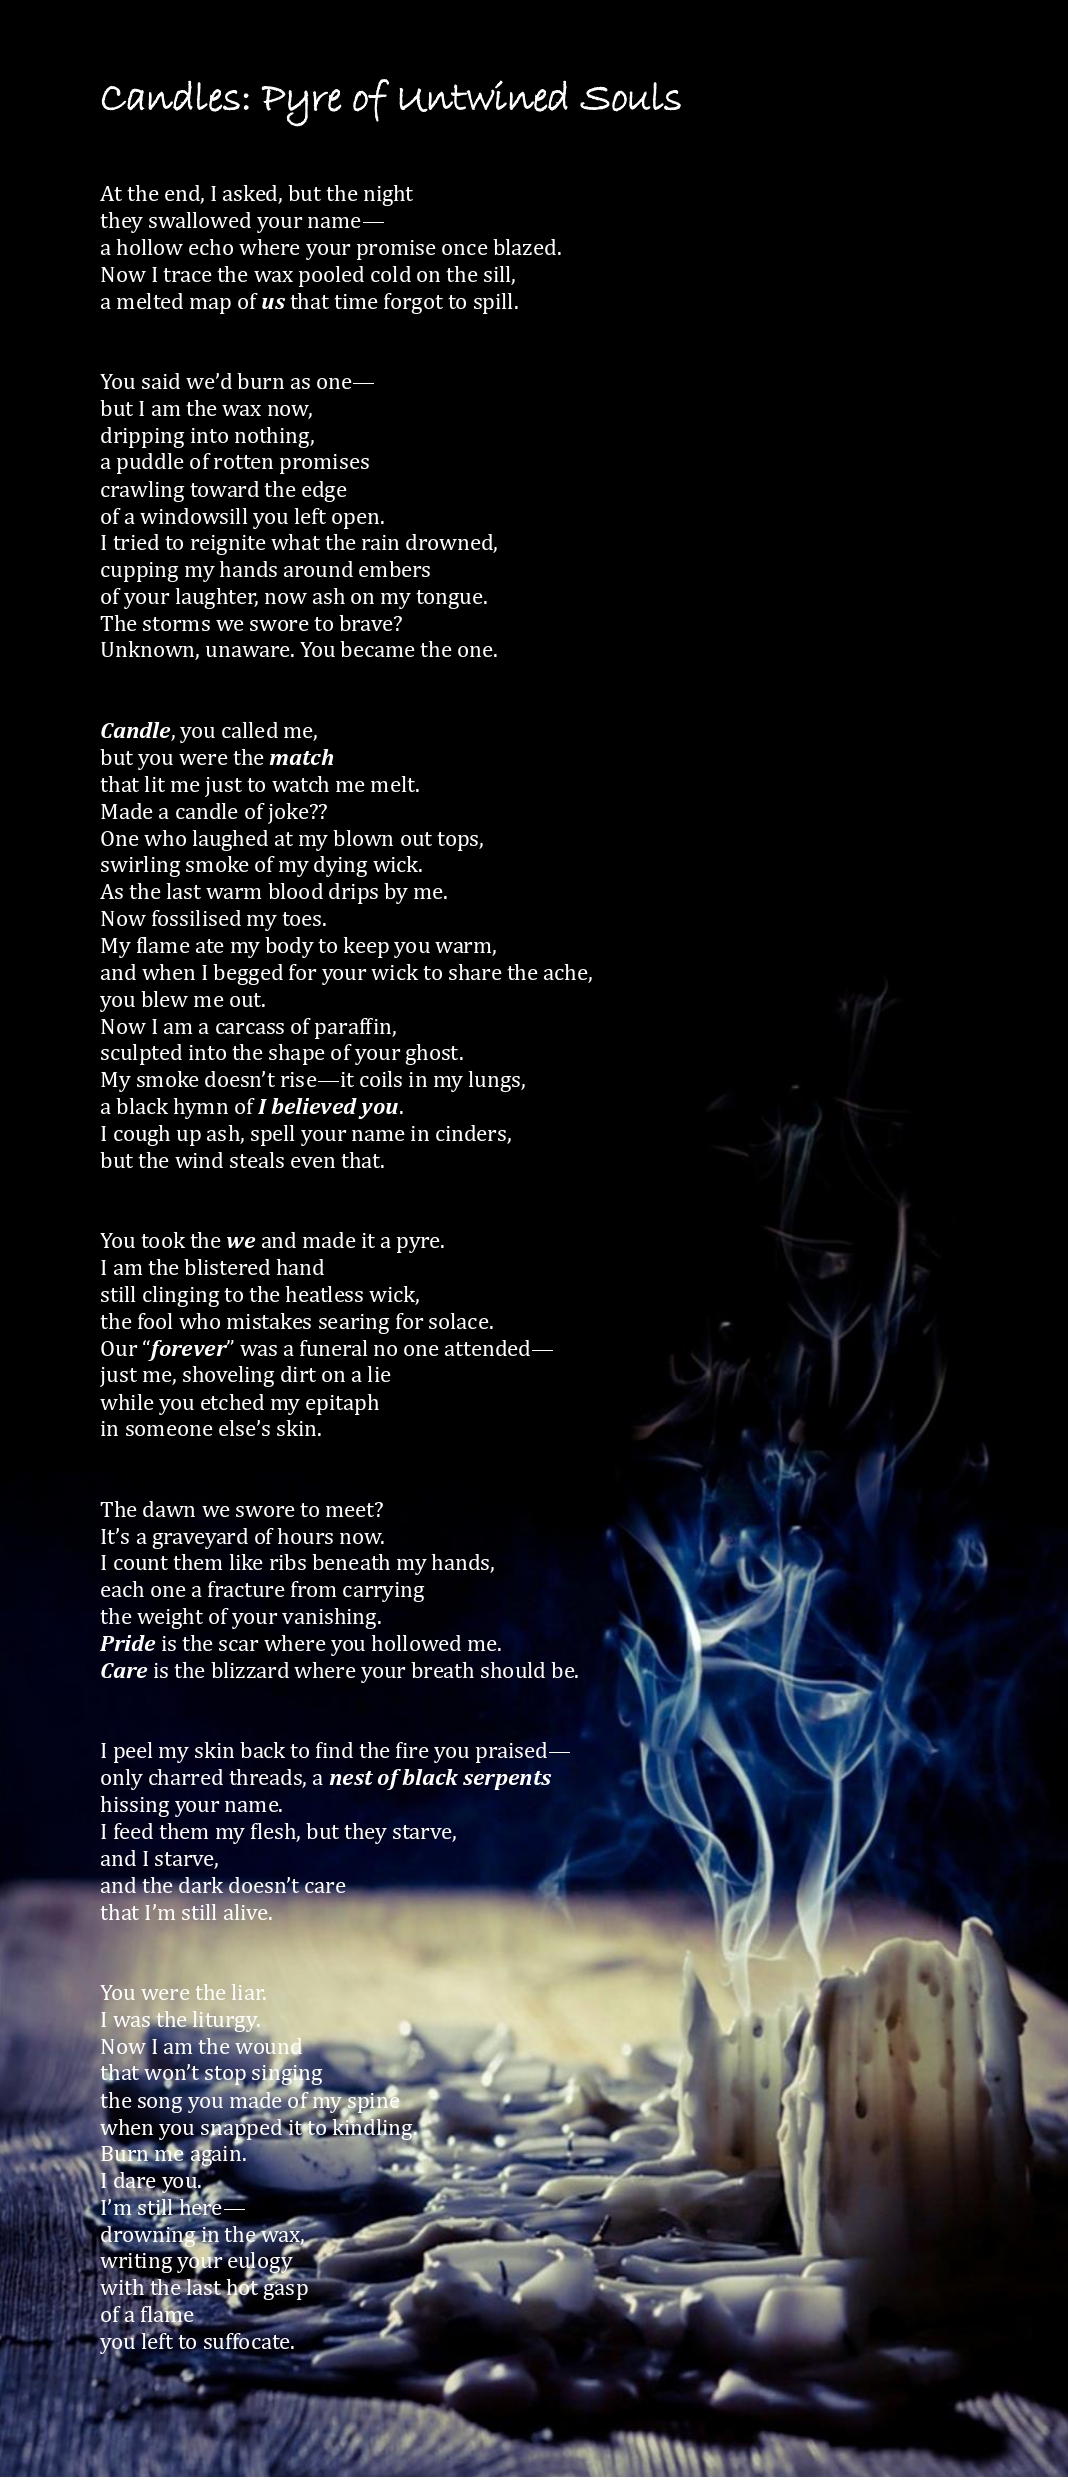 Candles: Pyre of Untwined Souls
At the end, I asked, but the night
they swallowed your name—
a hollow echo where your promise once blazed.
Now I trace the wax pooled cold on the sill,
a melted map of us that time forgot to spill.
You said we’d burn as one—
but I am the wax now,
dripping into nothing,
a puddle of rotten promises
crawling toward the edge
of a windowsill you left open.
I tried to reignite what the rain drowned,
cupping my hands around embers
of your laughter, now ash on my tongue.
The storms we swore to brave?
Unknown, unaware. You became the one.
Candle, you called me,
but you were the match
that lit me just to watch me melt.
Made a candle of joke??
One who laughed at my blown out tops,
swirling smoke of my dying wick.
As the last warm blood drips by me.
Now fossilised my toes.
My flame ate my body to keep you warm,
and when I begged for your wick to share the ache,
you blew me out.
Now I am a carcass of paraffin,
sculpted into the shape of your ghost.
My smoke doesn’t rise—it coils in my lungs,
a black hymn of I believed you.
I cough up ash, spell your name in cinders,
but the wind steals even that.
You took the we and made it a pyre.
I am the blistered hand
still clinging to the heatless wick,
the fool who mistakes searing for solace.
Our “forever” was a funeral no one attended—
just me, shoveling dirt on a lie
while you etched my epitaph
in someone else’s skin.
The dawn we swore to meet?
It’s a graveyard of hours now.
I count them like ribs beneath my hands,
each one a fracture from carrying
the weight of your vanishing.
Pride is the scar where you hollowed me.
Care is the blizzard where your breath should be.
I peel my skin back to find the fire you praised—
only charred threads, a nest of black serpents
hissing your name.
I feed them my flesh, but they starve,
and I starve,
and the dark doesn’t care
that I’m still alive.
You were the liar.
I was the liturgy.
Now I am the wound
that won’t stop singing
the song you made of my spine
when you snapped it to kindling.
Burn me again.
I dare you.
I’m still here—
drowning in the wax,
writing your eulogy
with the last hot gasp
of a flame
you left to suffocate.